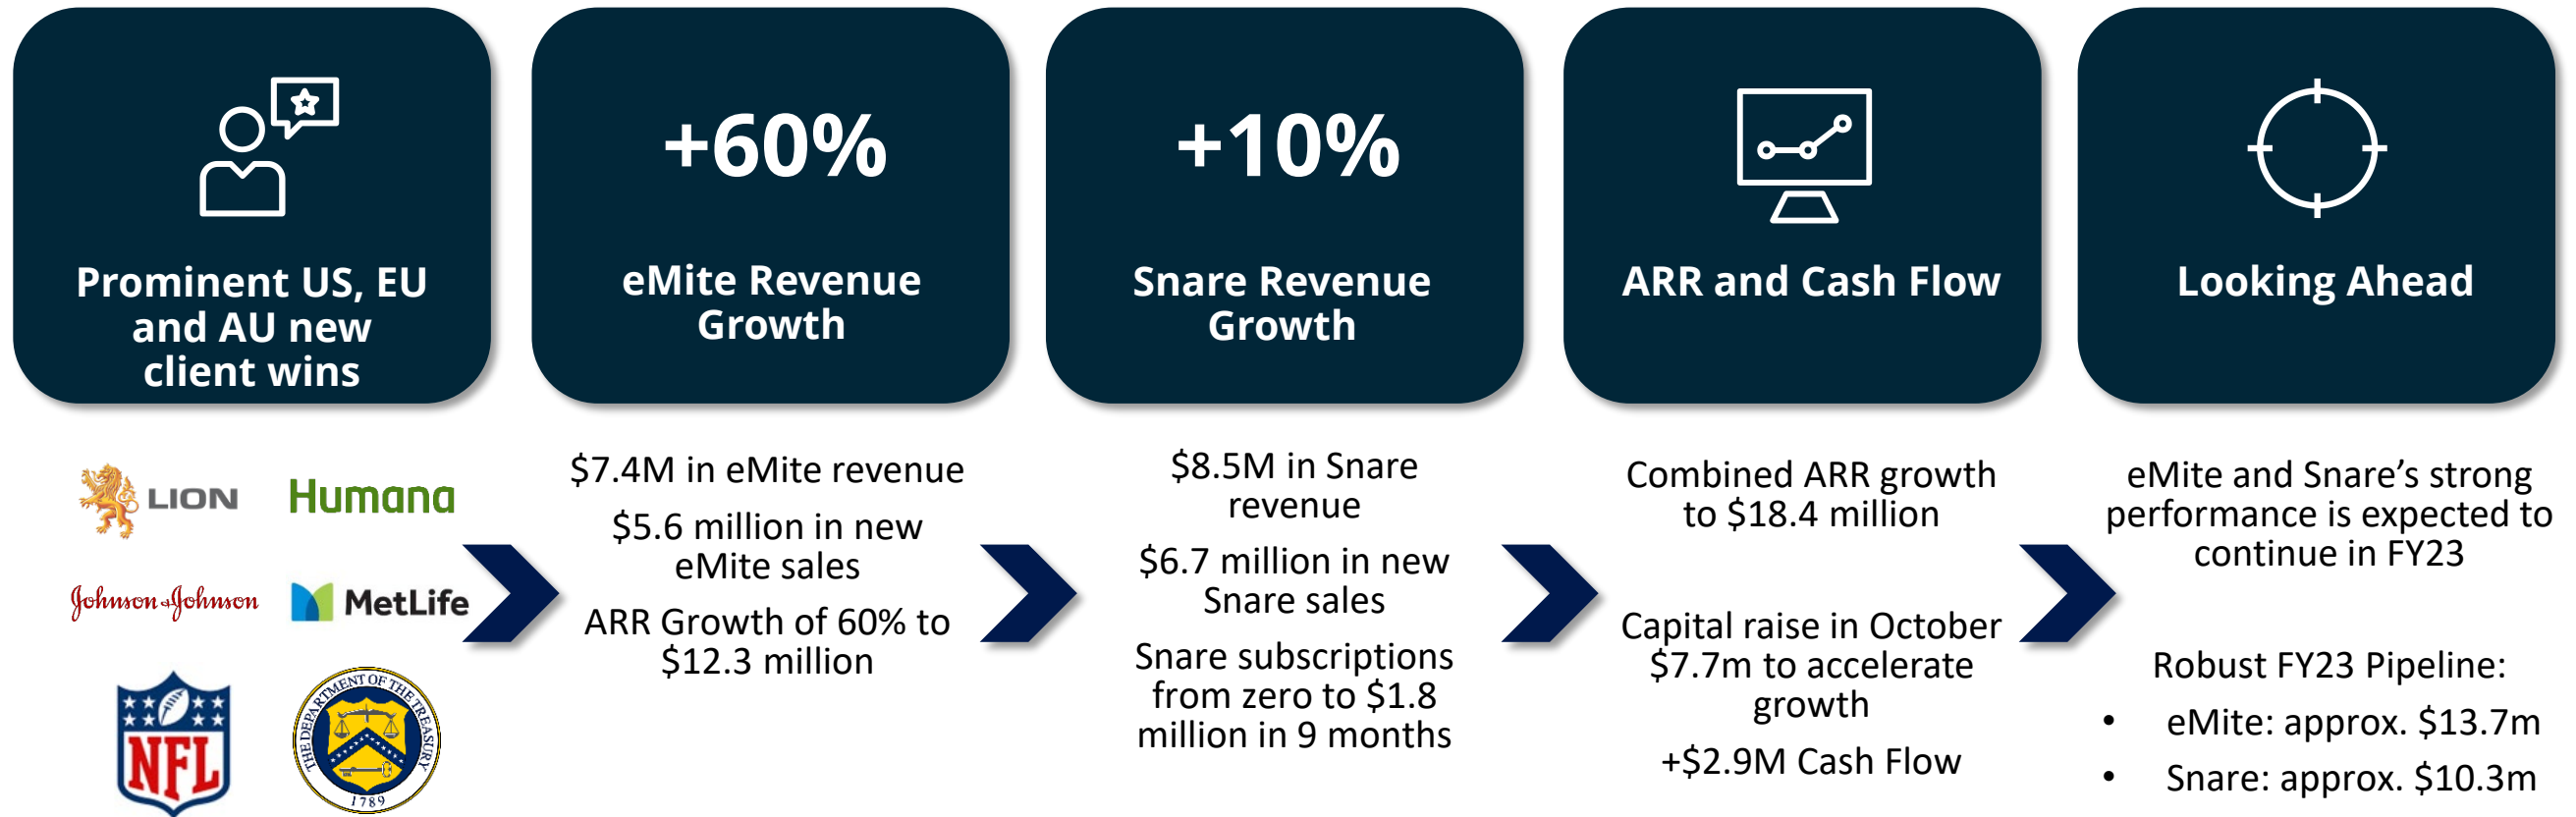 Prominent US, EU
and AU new
client wins
LION
Humana
Johnson & Johnson
MetLife
NFL
THE DEPARTMENT OF THE TREASURY
1789
+60%
eMite Revenue
Growth
$7.4M in eMite revenue
$5.6 million in new
eMite sales
ARR Growth of 60% to
$12.3 million
+10%
Snare Revenue
Growth
$8.5M in Snare
revenue
$6.7 million in new
Snare sales
Snare subscriptions
from zero to $1.8
million in 9 months
ARR and Cash Flow
Combined ARR growth
to $18.4 million
Capital raise in October
$7.7m to accelerate
growth
+$2.9M Cash Flow
Looking Ahead
eMite and Snare’s strong
performance is expected to
continue in FY23
Robust FY23 Pipeline:
• eMite: approx. $13.7m
• Snare: approx. $10.3m